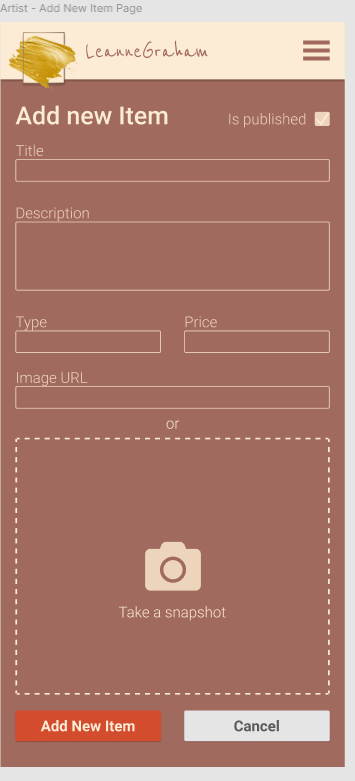 Artist - Add New Item Page
LeanneGraham
Add new Item
Is published
Title
Description
Type Price
Image URL
or
Take a snapshot
Add New Item Cancel